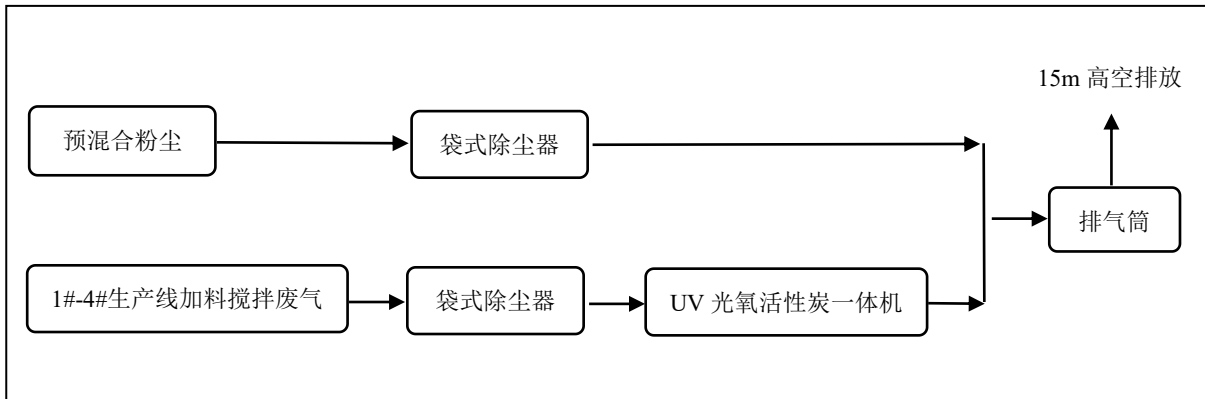 15m 高空排放
预混合粉尘
袋式除尘器
排气筒
1#-4#生产线加料搅拌废气
袋式除尘器
UV 光氧活性炭一体机